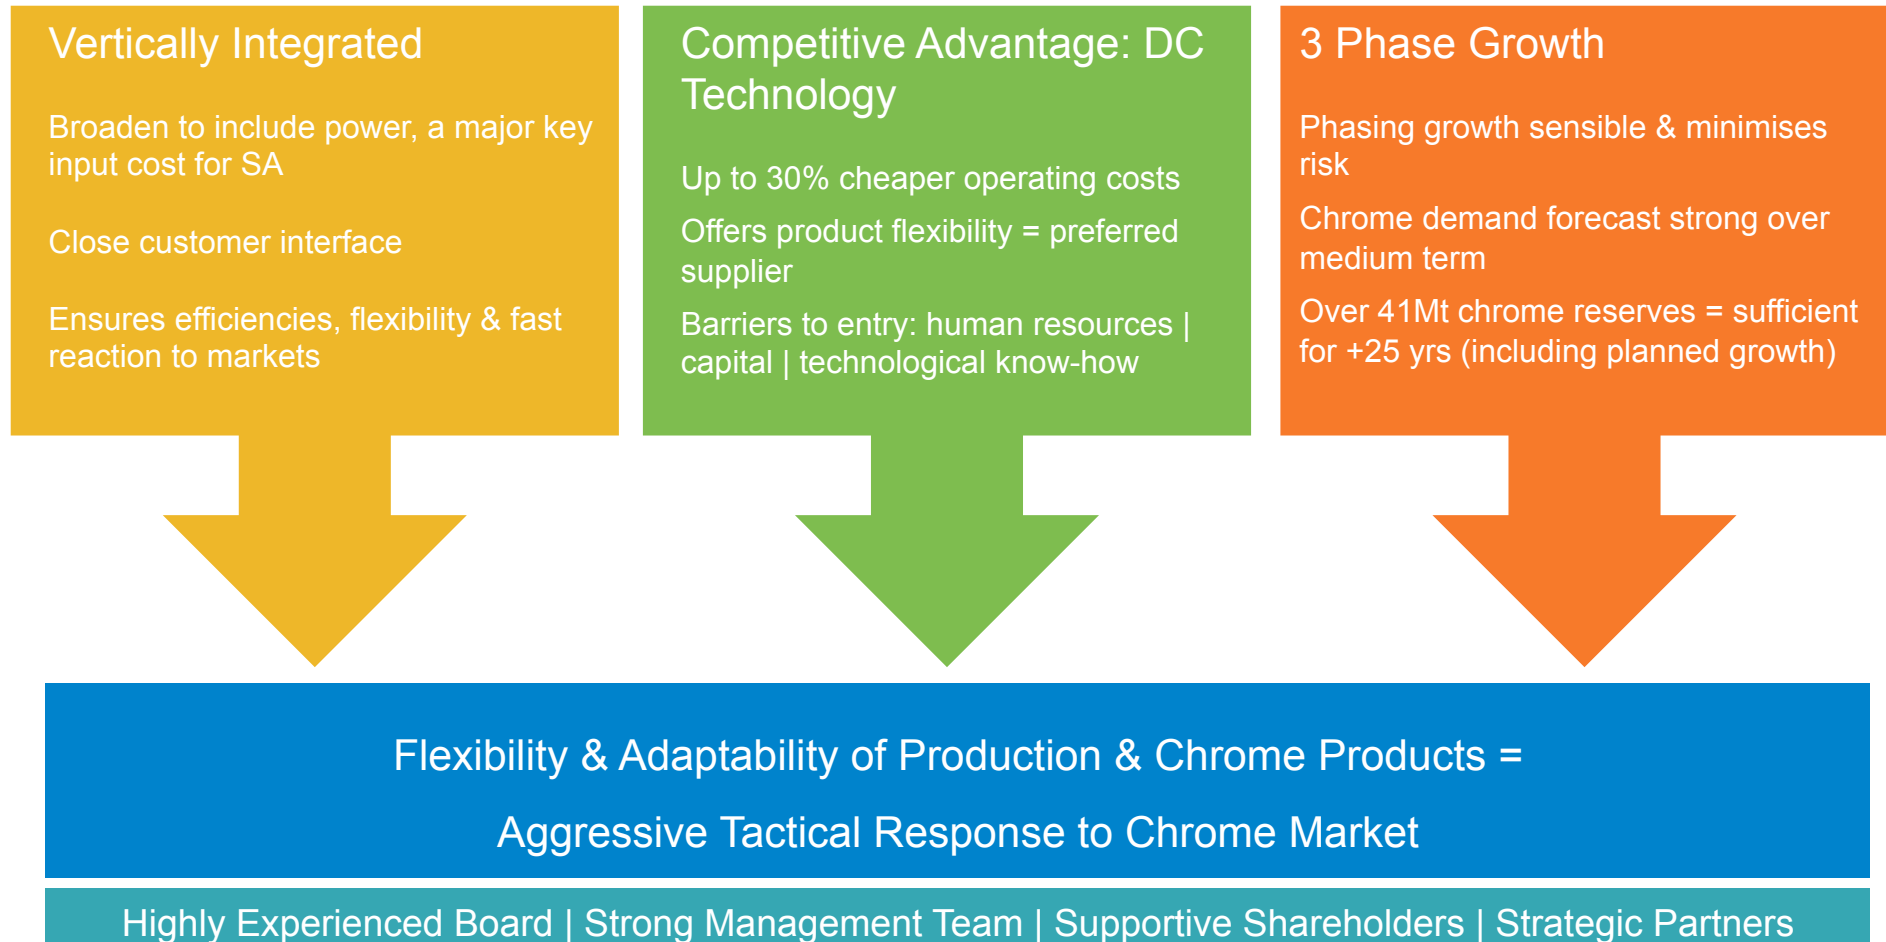 Vertically Integrated
Broaden to include power, a major key
input cost for SA
Close customer interface
Ensures efficiencies, flexibility & fast
reaction to markets
Competitive Advantage: DC
Technology
Up to 30% cheaper operating costs
Offers product flexibility = preferred
supplier
Barriers to entry: human resources |
capital | technological know-how
3 Phase Growth
Phasing growth sensible & minimises
risk
Chrome demand forecast strong over
medium term
Over 41Mt chrome reserves = sufficient
for +25 yrs (including planned growth)
Flexibility & Adaptability of Production & Chrome Products =
Aggressive Tactical Response to Chrome Market
Highly Experienced Board | Strong Management Team | Supportive Shareholders | Strategic Partners